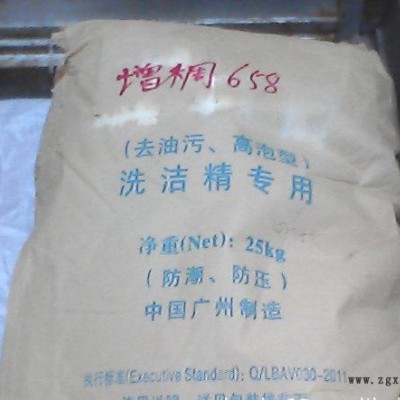 增稠658
(去油污、高泡型)
洗洁精专用
净重(Net): 25kg
(防潮、防压)
中国广州制造
执行标准(Executive Standard): Q/LBAV030-2011
www.zgx